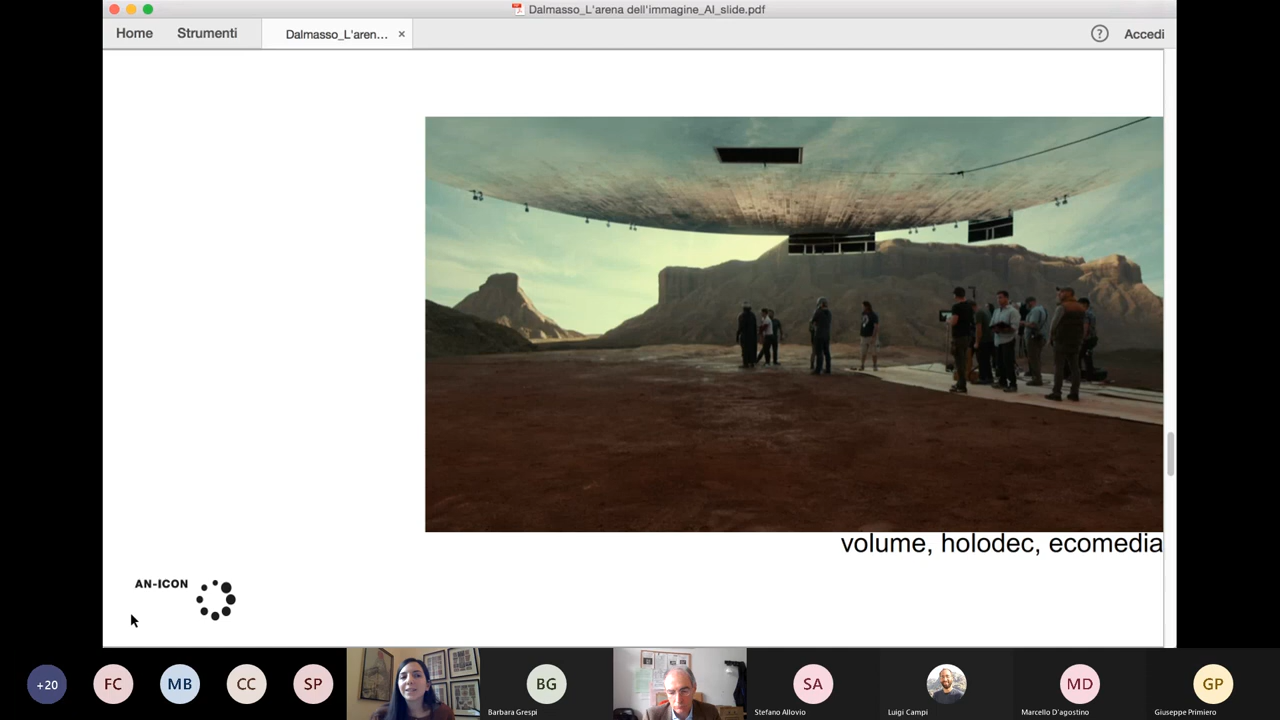 Dalmasso_L'arena dell'immagine_AI_slide.pdf
Home
Strumenti
Dalmasso_L'aren... ×
?
Accedi
volume, holodec, ecomedia
AN-ICON
+20
FC
MB
CC
SP
BG
SA
MD
GP
Barbara Grespi
Stefano Allovio
Luigi Campi
Marcello D'agostino
Giuseppe Primiero